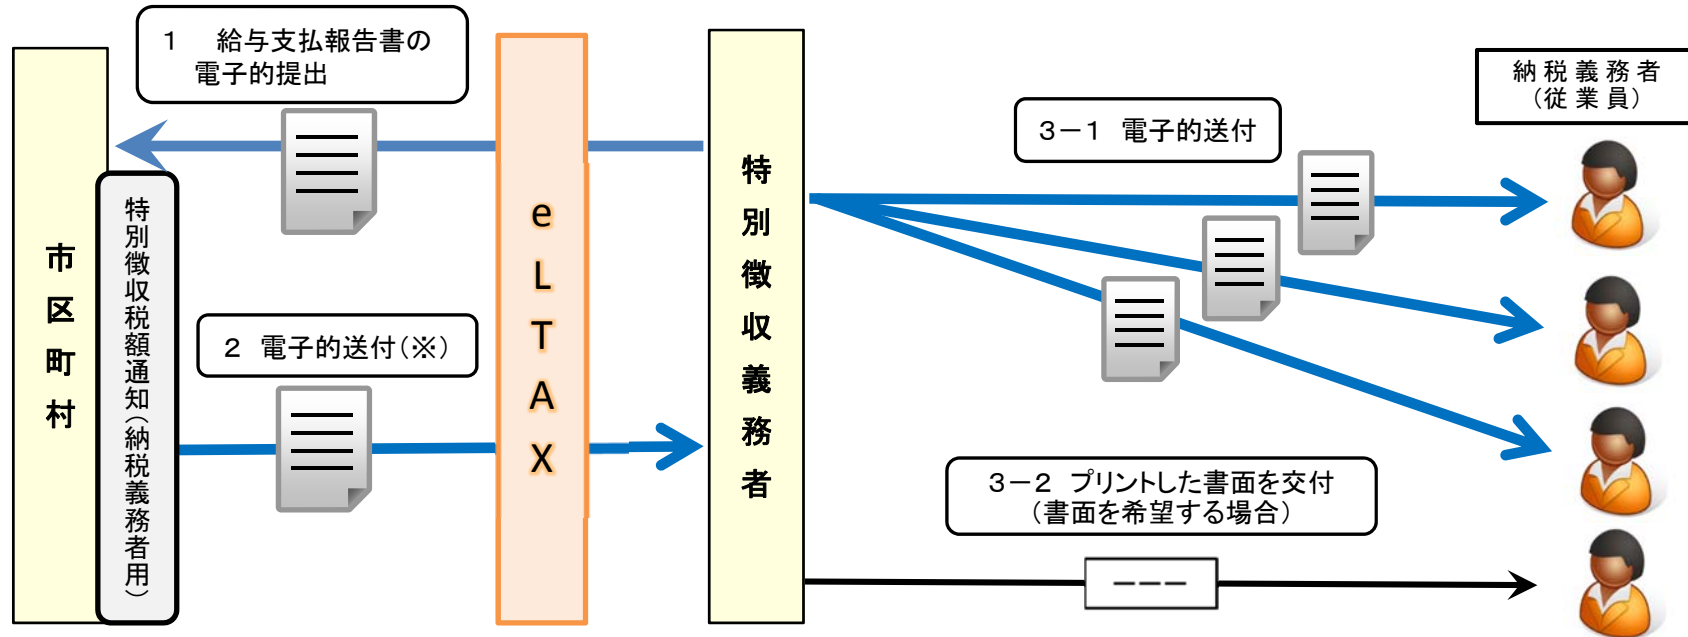 １　給与支払報告書の
電子的提出
市区町村
特別徴収税額通知（納税義務者用）
２ 電子的送付（※）
eLTAX
特別徴収義務者
３－１ 電子的送付
納税義務者
（従業員）
３－２ プリントした書面を交付
（書面を希望する場合）